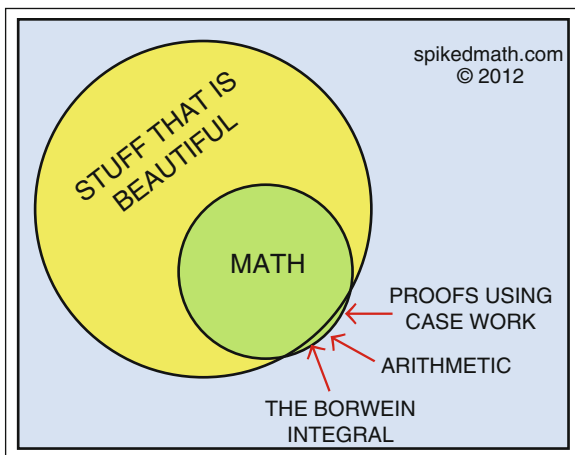 spikedmath.com
© 2012
STUFF THAT IS
BEAUTIFUL
MATH
PROOFS USING
CASE WORK
ARITHMETIC
THE BORWEIN
INTEGRAL